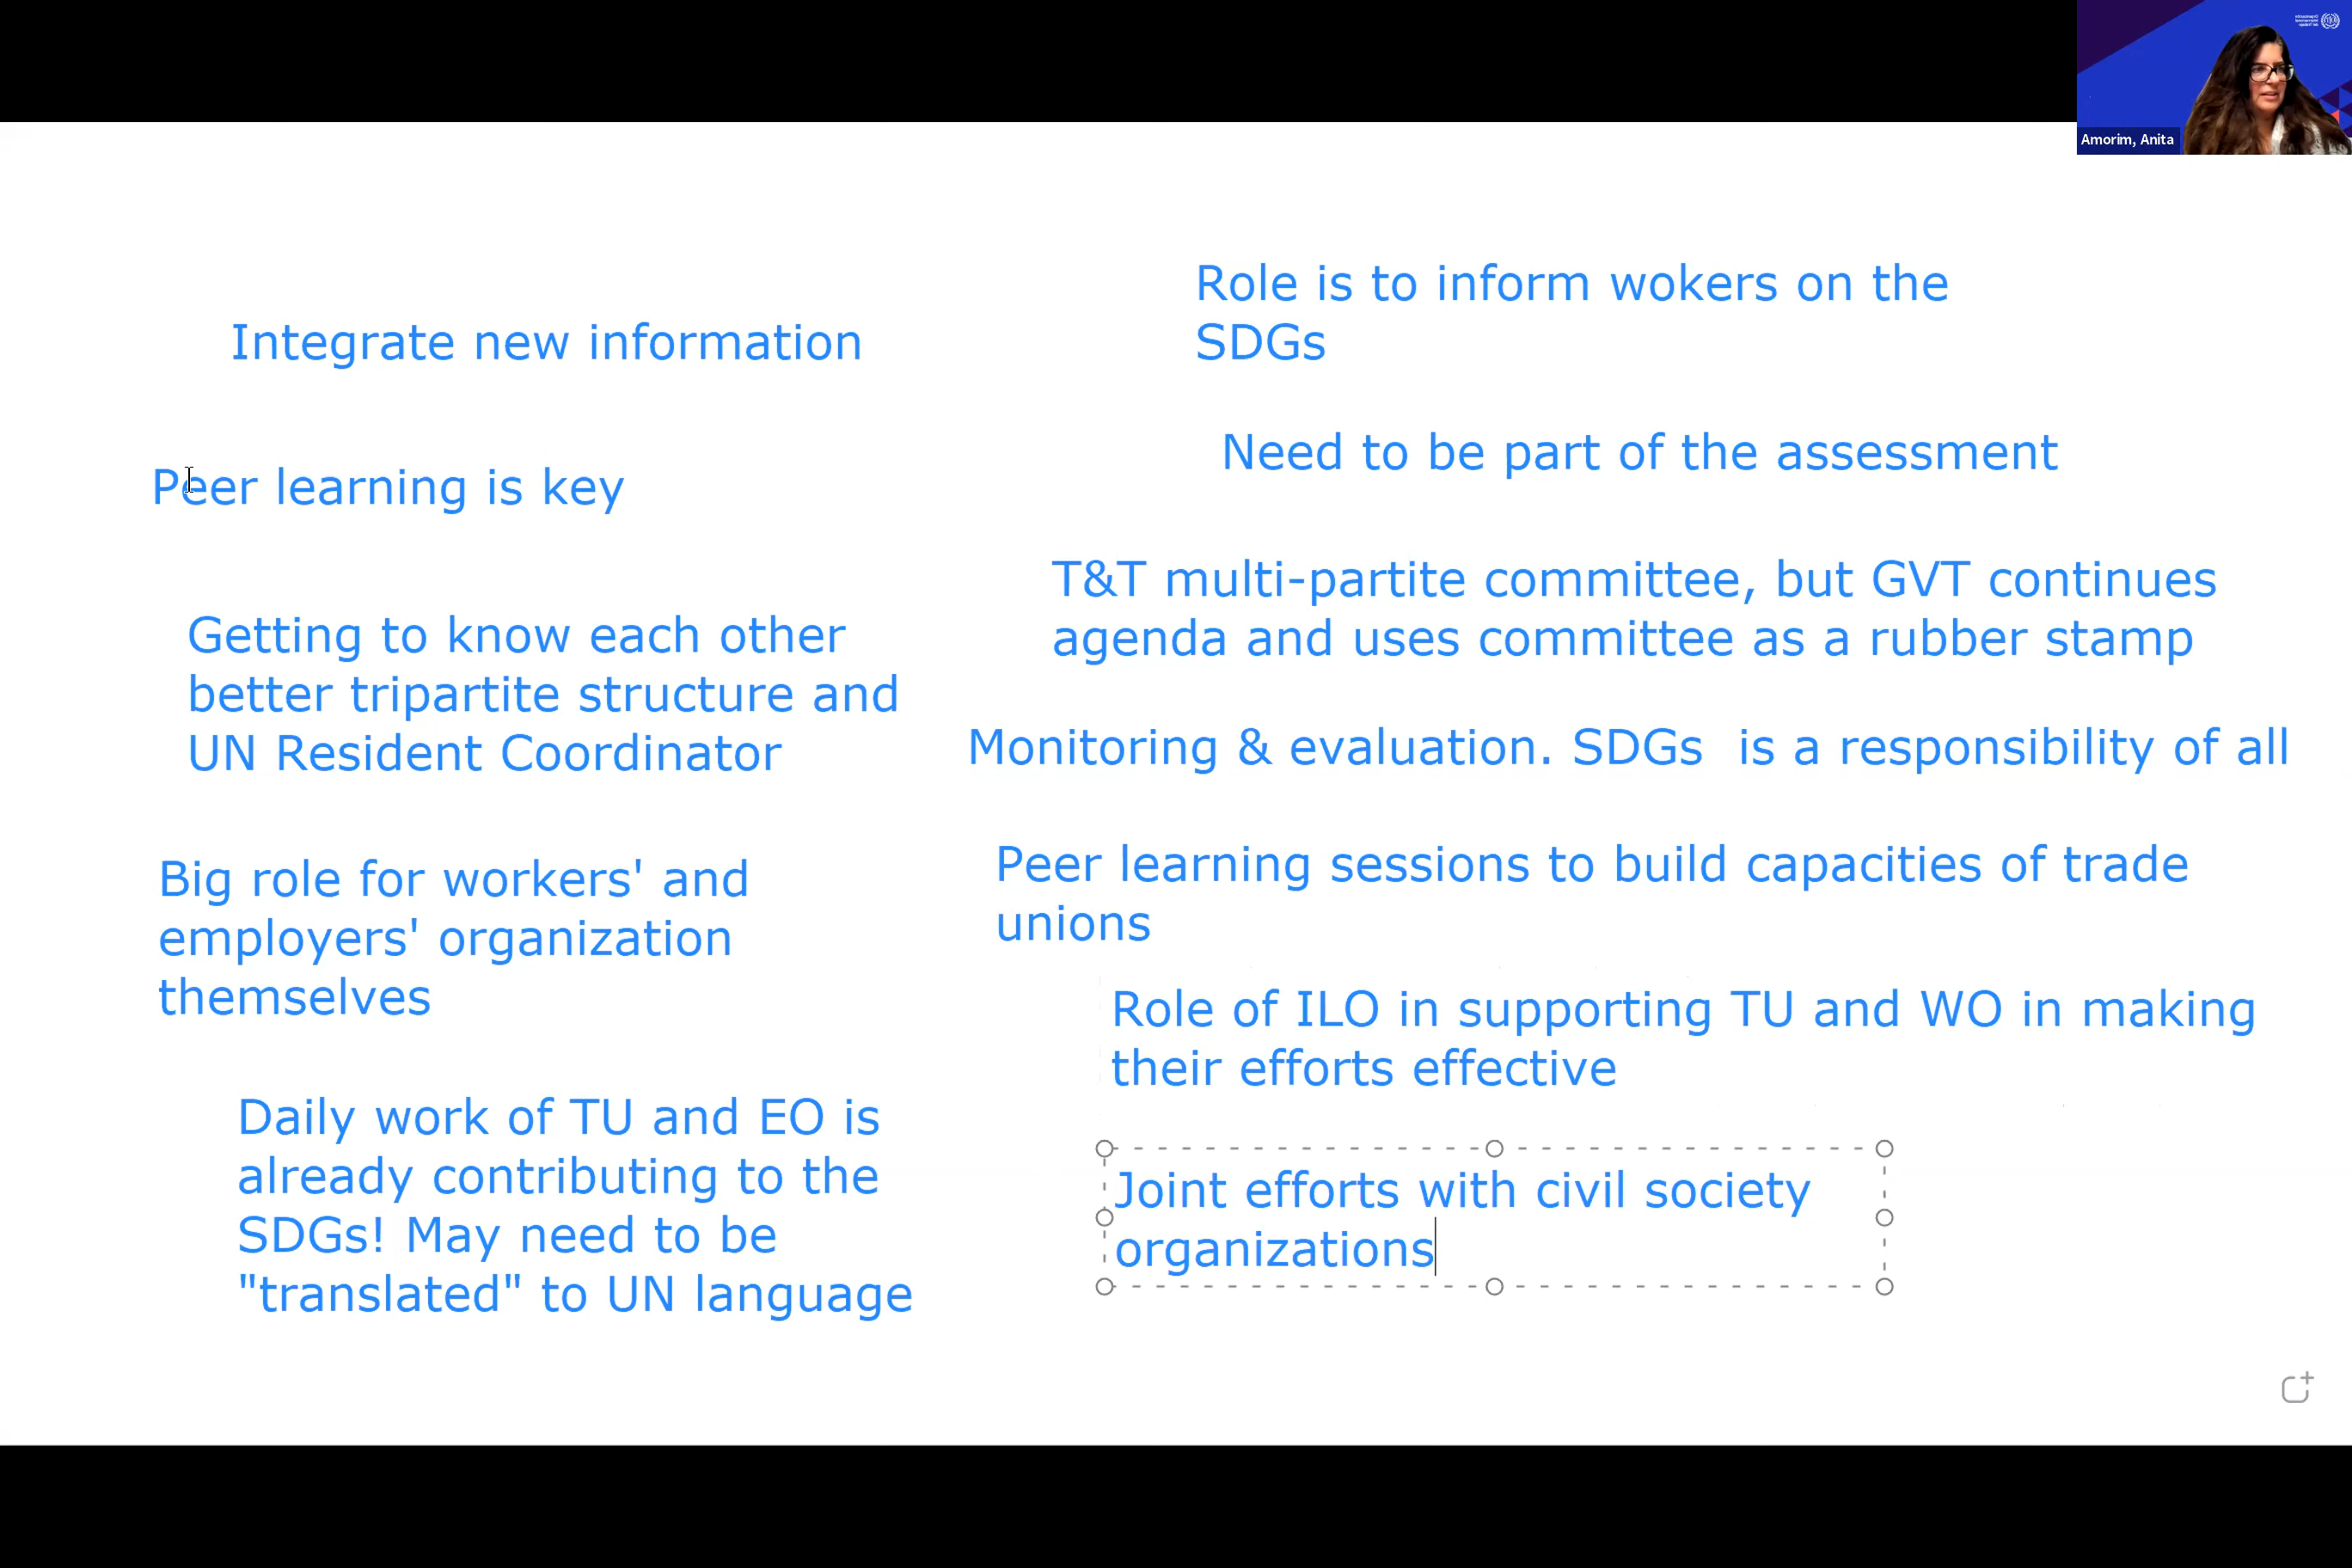 Amorim, Anita
Integrate new information
Peer learning is key
Getting to know each other
better tripartite structure and
UN Resident Coordinator
Big role for workers' and
employers' organization
themselves
Daily work of TU and EO is
already contributing to the
SDGs! May need to be
"translated" to UN language
Role is to inform wokers on the
SDGs
Need to be part of the assessment
T&T multi-partite committee, but GVT continues
agenda and uses committee as a rubber stamp
Monitoring & evaluation. SDGs  is a responsibility of all
Peer learning sessions to build capacities of trade
unions
Role of ILO in supporting TU and WO in making
their efforts effective
Joint efforts with civil society
organizations